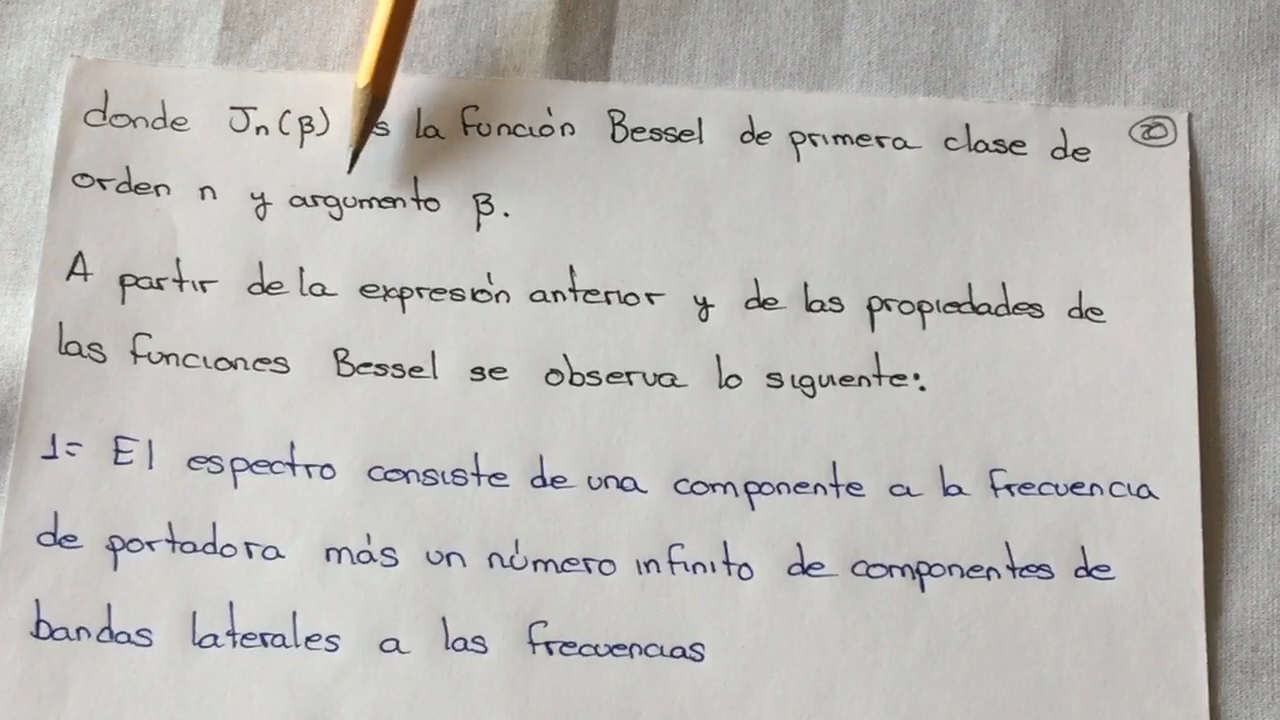 donde Jn(β) es la función Bessel de primera clase de
orden n y argumento β.
A partir de la expresión anterior y de las propiedades de
las funciones Bessel se observa lo siguiente:
1= El espectro consiste de una componente a la frecuencia
de portadora más un número infinito de componentes de
bandas laterales a las frecuencias